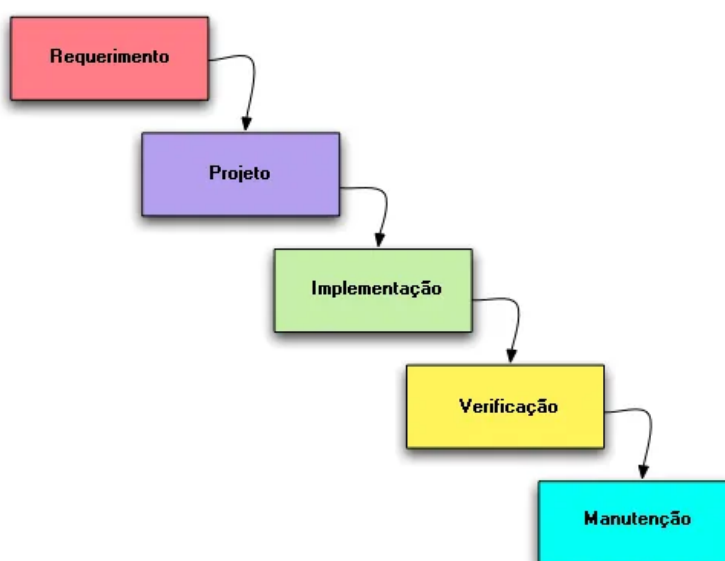 Requerimento
Projeto
Implementação
Verificação
Manutenção